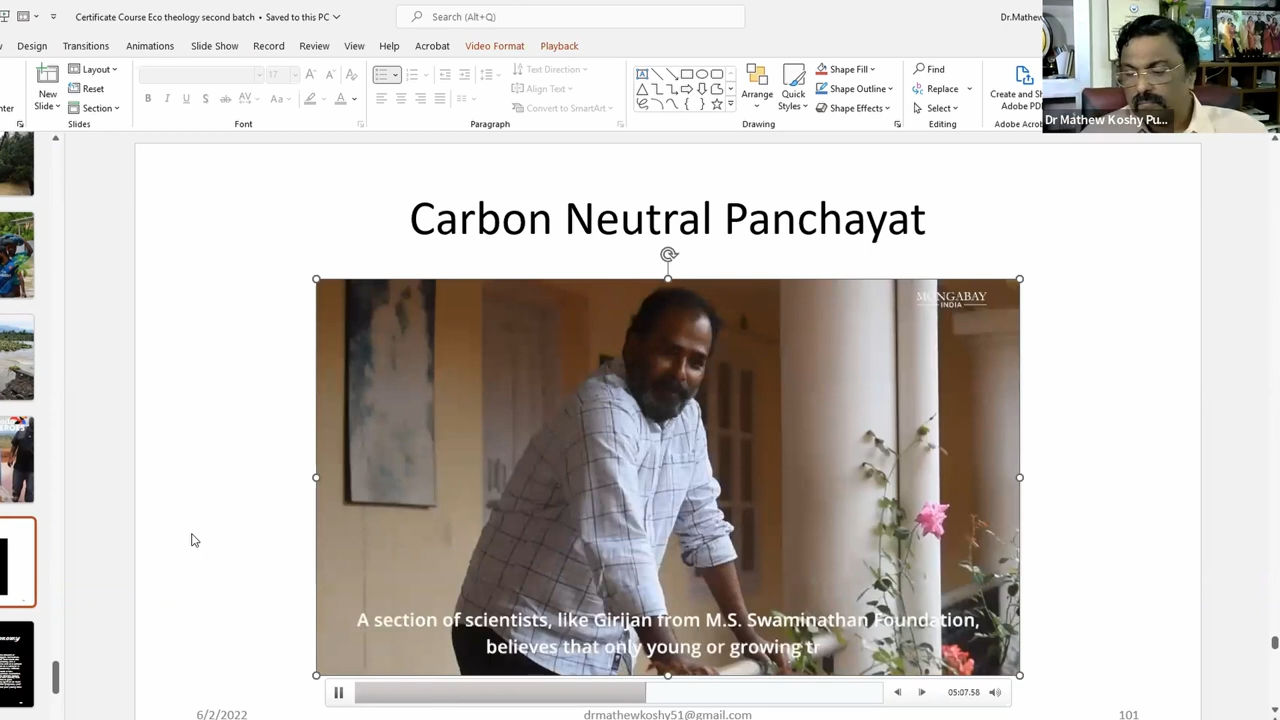 Certificate Course Eco theology second batch • Saved to this PC
Search (Alt+Q)
Dr.Mathew
Design
Transitions
Animations
Slide Show
Record
Review
View
Help
Acrobat
Video Format
Playback
New
Slide
Layout
Reset
Section
Slides
17
Font
Text Direction
Align Text
Convert to SmartArt
Paragraph
Arrange
Quick
Styles
Shape Fill
Shape Outline
Shape Effects
Drawing
Find
Replace
Select
Editing
Create and Sh
Adobe PDF
Adobe Acro
Dr Mathew Koshy Pu...
Carbon Neutral Panchayat
MONGABAY
INDIA
A section of scientists, like Girijan from M.S. Swaminathan Foundation,
believes that only young or growing tr
05:07.58
6/2/2022
drmathewkoshy51@gmail.com
101